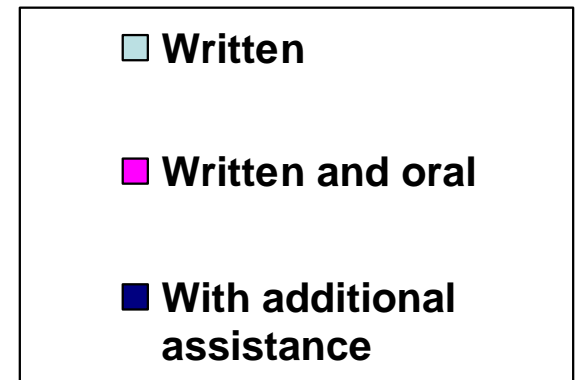 Written
Written and oral
With additional
assistance